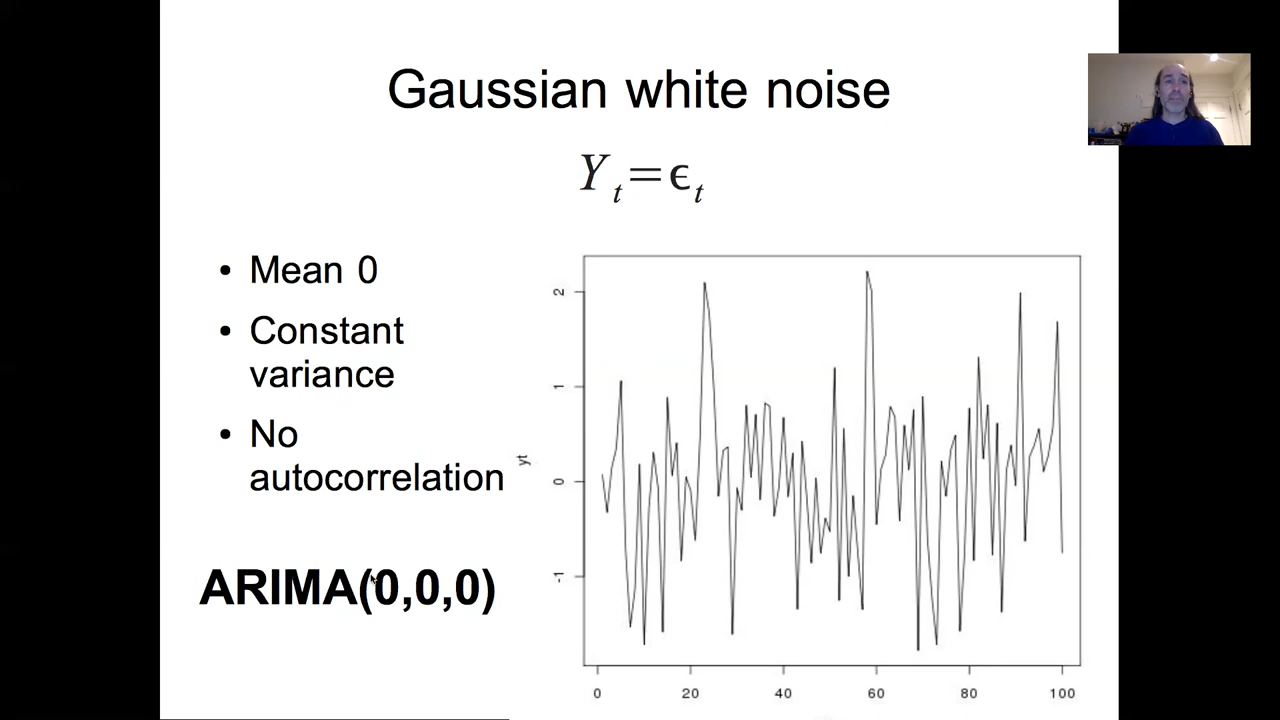 Gaussian white noise
Y_t=ϵ_t
• Mean 0
• Constant
variance
• No
autocorrelation
ARIMA(0,0,0)
yt
2
1
0
-1
0 20 40 60 80 100